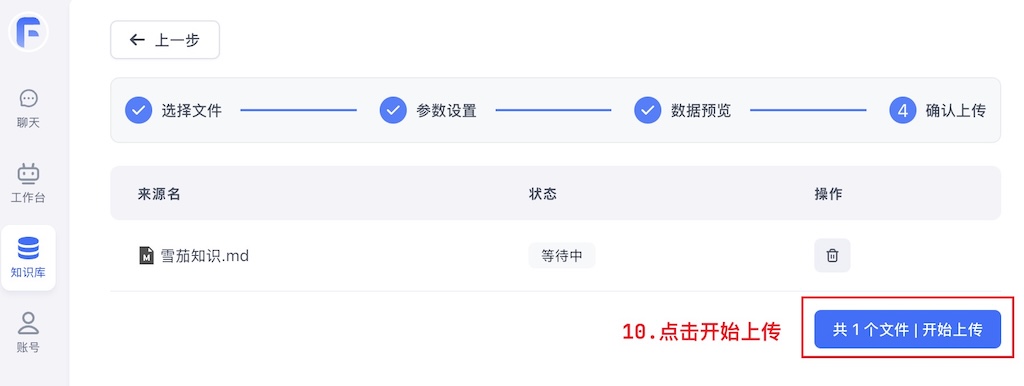 上一步
选择文件
参数设置
数据预览
4 确认上传
聊天
工作台
知识库
账号
来源名 状态 操作
M 雪茄知识.md 等待中
10.点击开始上传
共 1 个文件 | 开始上传